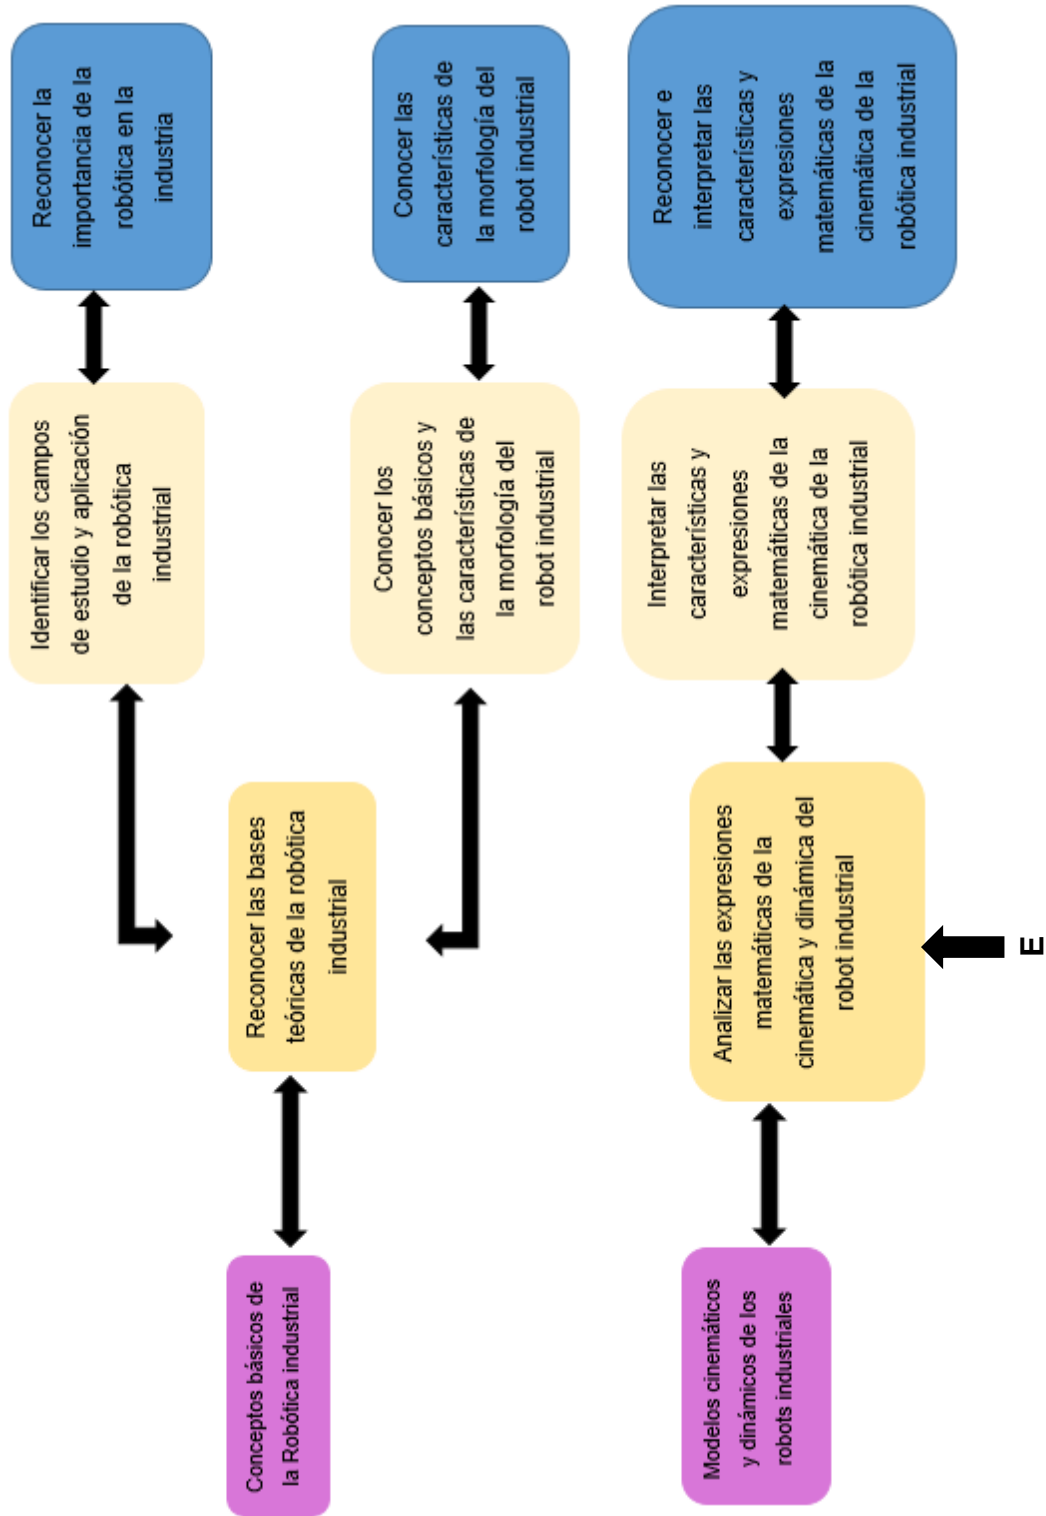 Conceptos básicos de
la Robótica industrial
Reconocer las bases
teóricas de la robótica
industrial
Identificar los campos
de estudio y aplicación
de la robótica
industrial
Reconocer la
importancia de la
robótica en la
industria
Conocer los
conceptos básicos y
las características de
la morfología del
robot industrial
Conocer las
características de
la morfología del
robot industrial
Modelos cinemáticos
y dinámicos de los
robots industriales
Analizar las expresiones
matemáticas de la
cinemática y dinámica del
robot industrial
Interpretar las
características y
expresiones
matemáticas de la
cinemática de la
robótica industrial
Reconocer e
interpretar las
características y
expresiones
matemáticas de la
cinemática de la
robótica industrial
E